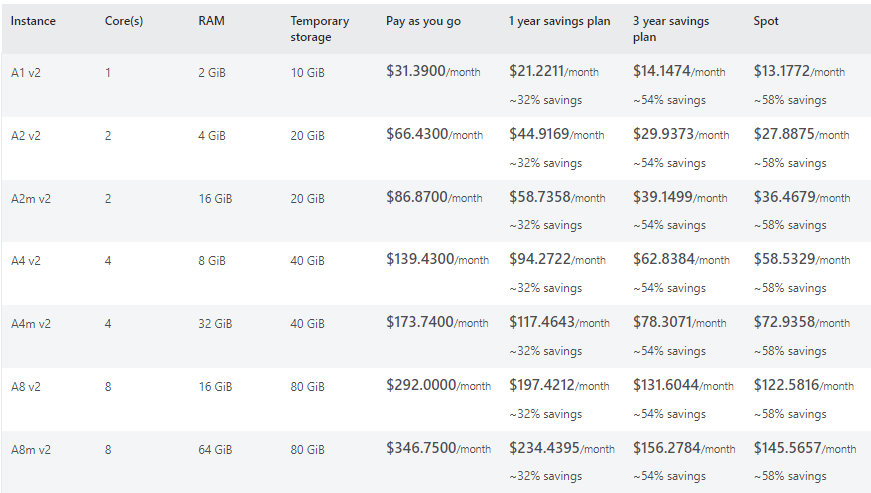 Instance Core(s) RAM Temporary storage Pay as you go 1 year savings plan 3 year savings plan Spot
A1 v2 1 2 GiB 10 GiB $31.3900/month $21.2211/month $14.1474/month $13.1772/month
~32% savings ~54% savings ~58% savings
A2 v2 2 4 GiB 20 GiB $66.4300/month $44.9169/month $29.9373/month $27.8875/month
~32% savings ~54% savings ~58% savings
A2m v2 2 16 GiB 20 GiB $86.8700/month $58.7358/month $39.1499/month $36.4679/month
~32% savings ~54% savings ~58% savings
A4 v2 4 8 GiB 40 GiB $139.4300/month $94.2722/month $62.8384/month $58.5329/month
~32% savings ~54% savings ~58% savings
A4m v2 4 32 GiB 40 GiB $173.7400/month $117.4643/month $78.3071/month $72.9358/month
~32% savings ~54% savings ~58% savings
A8 v2 8 16 GiB 80 GiB $292.0000/month $197.4212/month $131.6044/month $122.5816/month
~32% savings ~54% savings ~58% savings
A8m v2 8 64 GiB 80 GiB $346.7500/month $234.4395/month $156.2784/month $145.5657/month
~32% savings ~54% savings ~58% savings